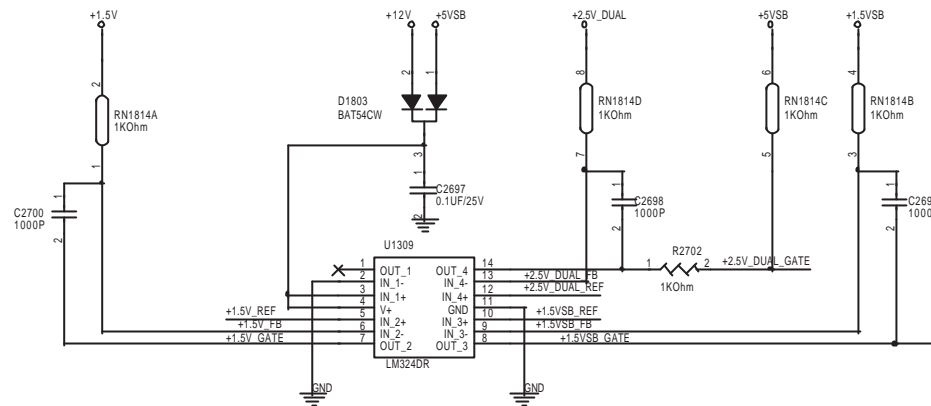 +1.5V
+12V
+5VSB
+2.5V_DUAL
+5VSB
+1.5VSB
2
2
1
8
6
4
RN1814A
1KOhm
D1803
BAT54CW
RN1814D
1KOhm
RN1814C
1KOhm
RN1814B
1KOhm
1
3
7
5
3
1
C2700
1000P
2
1
C2697
0.1UF/25V
2
1
C2698
1000P
2
1
C269
1000
2
U1309
R2702
1
2
1KOhm
+2.5V_DUAL_GATE
1 OUT_1 OUT_4 14
2 IN_1- IN_4- 13 +2.5V_DUAL_FB
3 IN_1+ IN_4+ 12 +2.5V_DUAL_REF
4 V+ GND 11
+1.5V_REF 5 IN_2+ IN_3+ 10 +1.5VSB_REF
+1.5V_FB 6 IN_2- IN_3- 9 +1.5VSB_FB
+1.5V_GATE 7 OUT_2 OUT_3 8 +1.5VSB_GATE
LM324DR
GND
GND